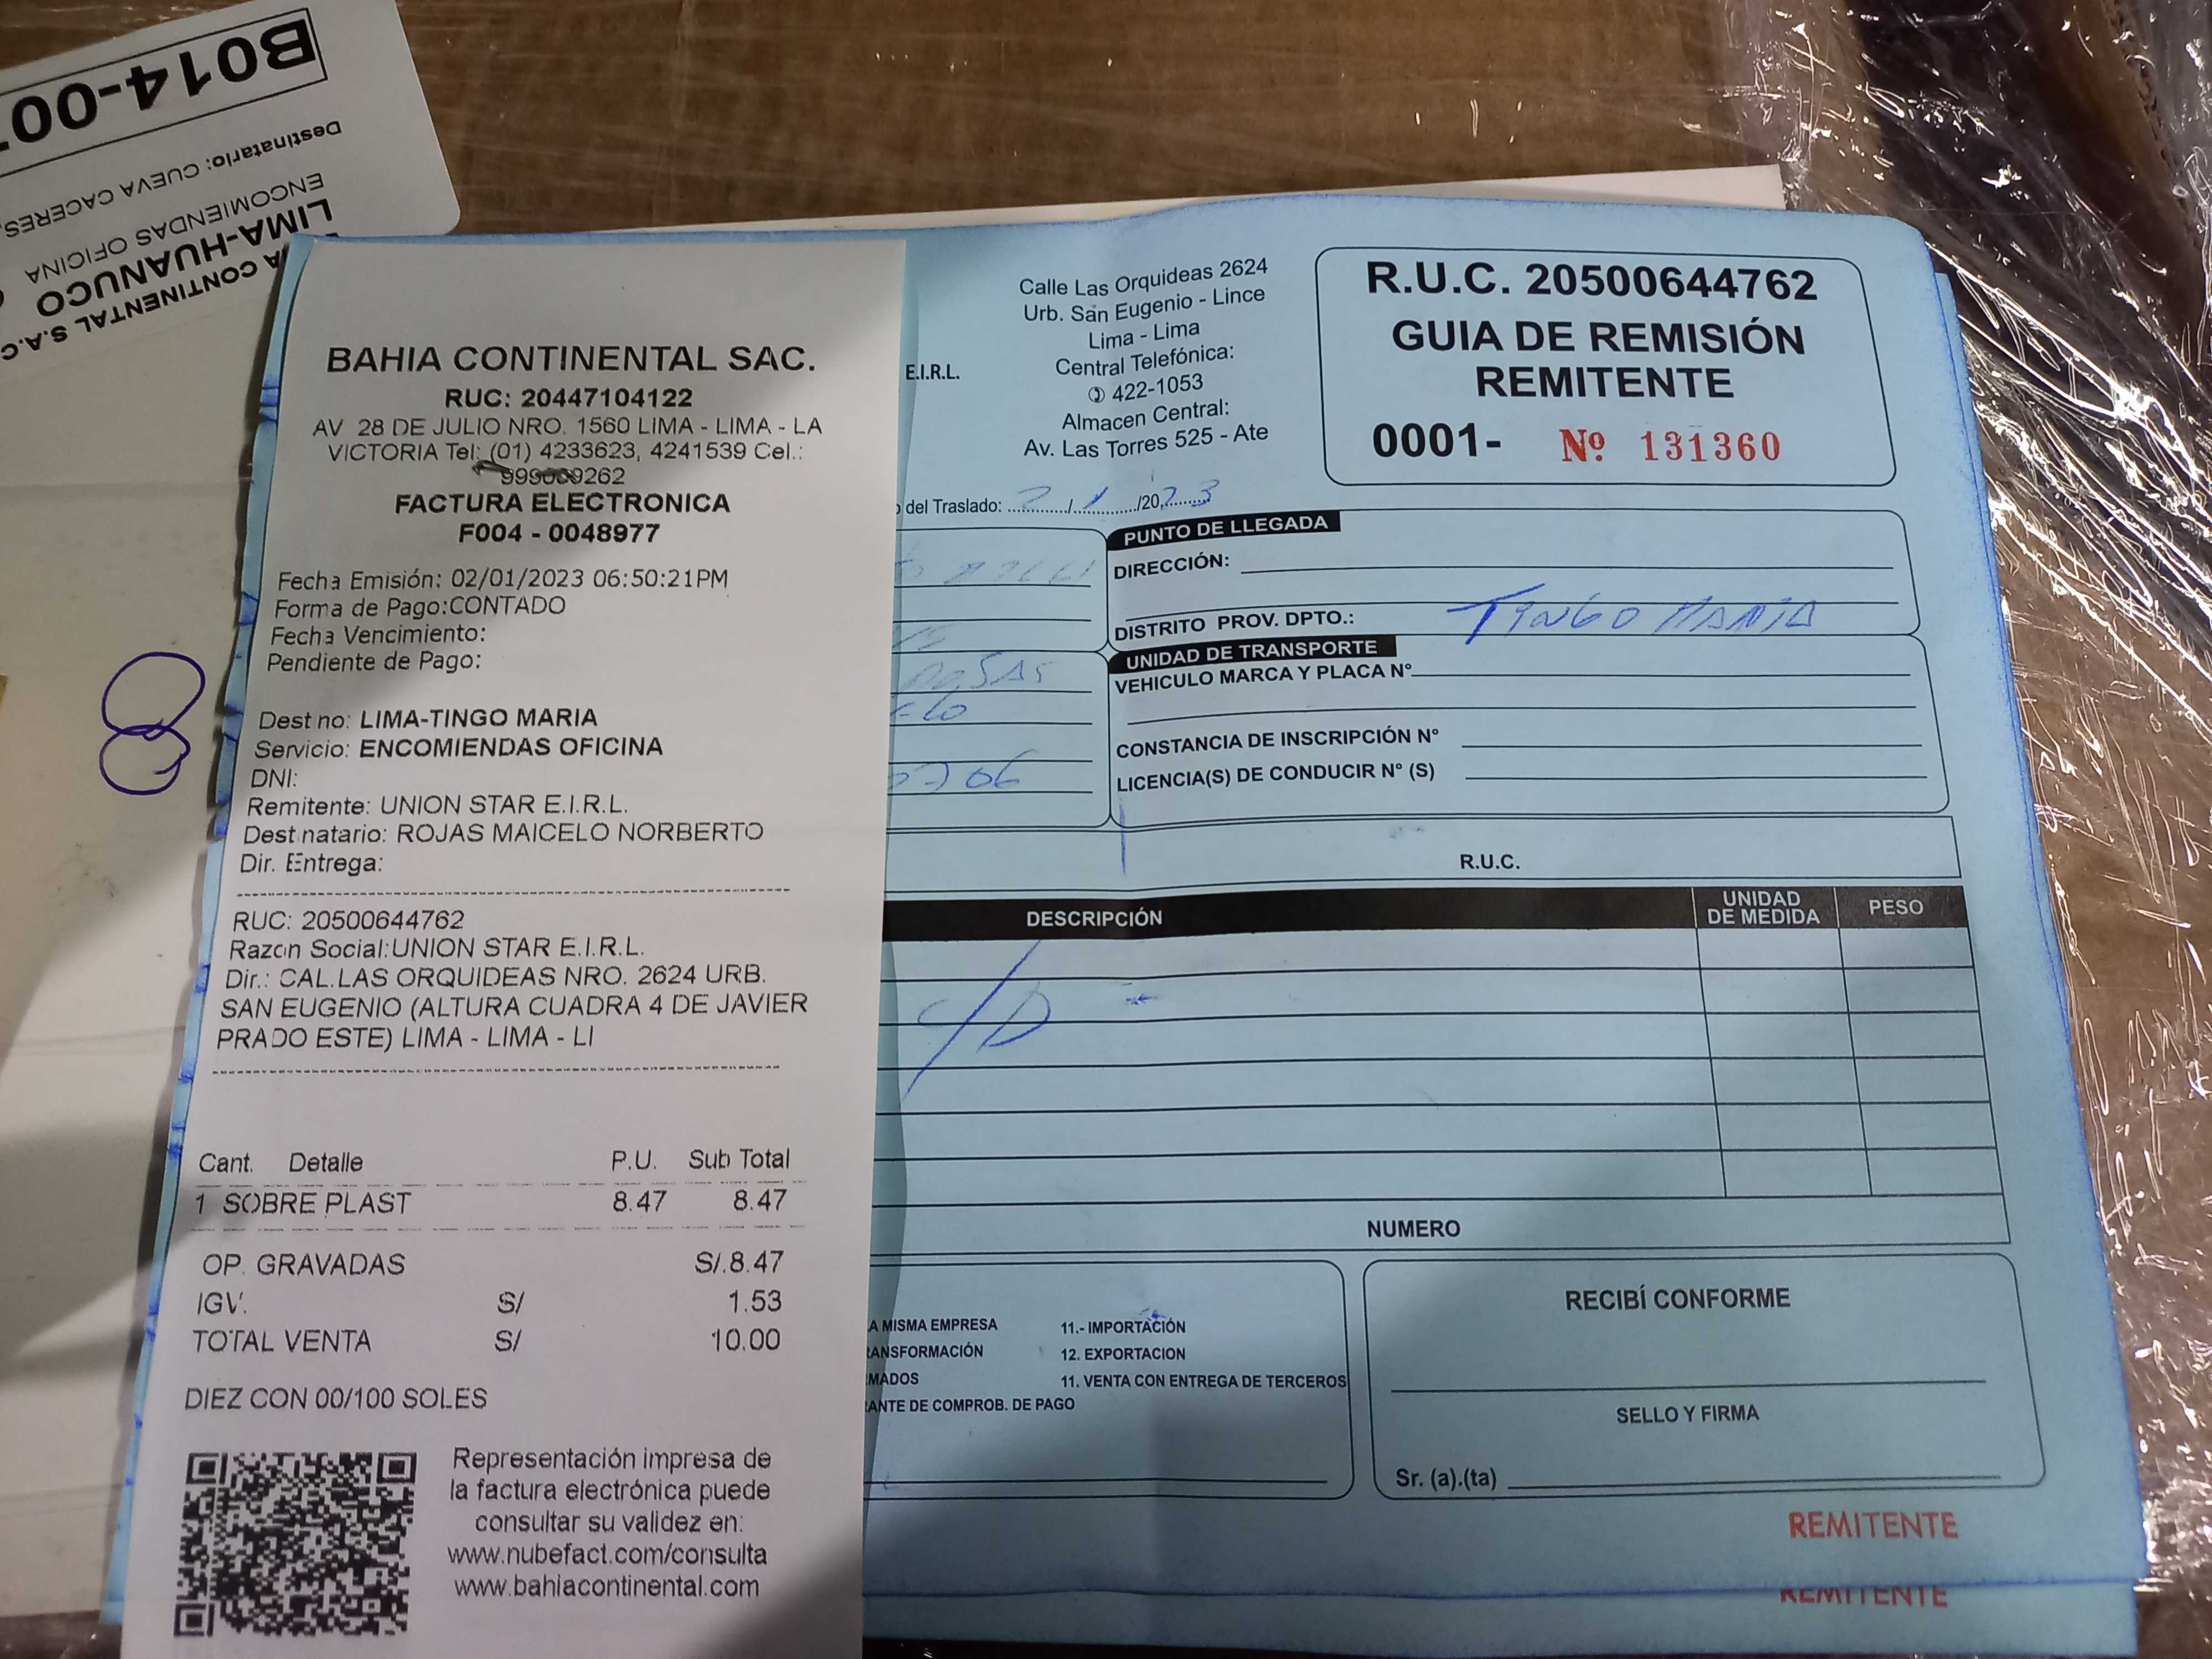 B014-00
Destinatario: CUEVA CACERES,
ENCOMIENDAS OFICINA
LIMA-HUANUCO
CONTINENTAL S.A.C
BAHIA CONTINENTAL SAC.
RUC: 20447104122
AV 28 DE JULIO NRO. 1560 LIMA - LIMA - LA
VICTORIA Tel: (01) 4233623, 4241539 Cel.:
FACTURA ELECTRONICA
F004 - 0048977
Fecha Emisión: 02/01/2023 06:50:21PM
Forma de Pago:CONTADO
Fecha Vencimiento:
Pendiente de Pago:
Destino: LIMA-TINGO MARIA
Servicio: ENCOMIENDAS OFICINA
DNI:
Remitente: UNION STAR E.I.R.L.
Destinatario: ROJAS MAICELO NORBERTO
Dir. Entrega:
RUC: 20500644762
Razon Social:UNION STAR E.I.R.L.
Dir.: CAL.LAS ORQUIDEAS NRO. 2624 URB.
SAN EUGENIO (ALTURA CUADRA 4 DE JAVIER
PRADO ESTE) LIMA - LIMA - LI
Cant. Detalle P.U. Sub Total
1 SOBRE PLAST 8.47 8.47
OP. GRAVADAS S/.8.47
IGV. S/ 1.53
TOTAL VENTA S/ 10.00
DIEZ CON 00/100 SOLES
Representación impresa de
la factura electrónica puede
consultar su validez en:
www.nubefact.com/consulta
www.bahiacontinental.com
E.I.R.L.
Calle Las Orquideas 2624
Urb. San Eugenio - Lince
Lima - Lima
Central Telefónica:
422-1053
Almacen Central:
Av. Las Torres 525 - Ate
R.U.C. 20500644762
GUIA DE REMISIÓN
REMITENTE
0001- Nº 131360
del Traslado: 2/1/2023
PUNTO DE LLEGADA
DIRECCIÓN:
DISTRITO PROV. DPTO.: TINGO MARIA
UNIDAD DE TRANSPORTE
VEHICULO MARCA Y PLACA N°
CONSTANCIA DE INSCRIPCIÓN N°
LICENCIA(S) DE CONDUCIR N° (S)
06
R.U.C.
DESCRIPCIÓN UNIDAD DE MEDIDA PESO
NUMERO
A MISMA EMPRESA 11.- IMPORTACIÓN
ANSFORMACIÓN 12. EXPORTACION
MADOS 11. VENTA CON ENTREGA DE TERCEROS
ANTE DE COMPROB. DE PAGO
RECIBÍ CONFORME
SELLO Y FIRMA
Sr. (a).(ta)
REMITENTE
REMITENTE